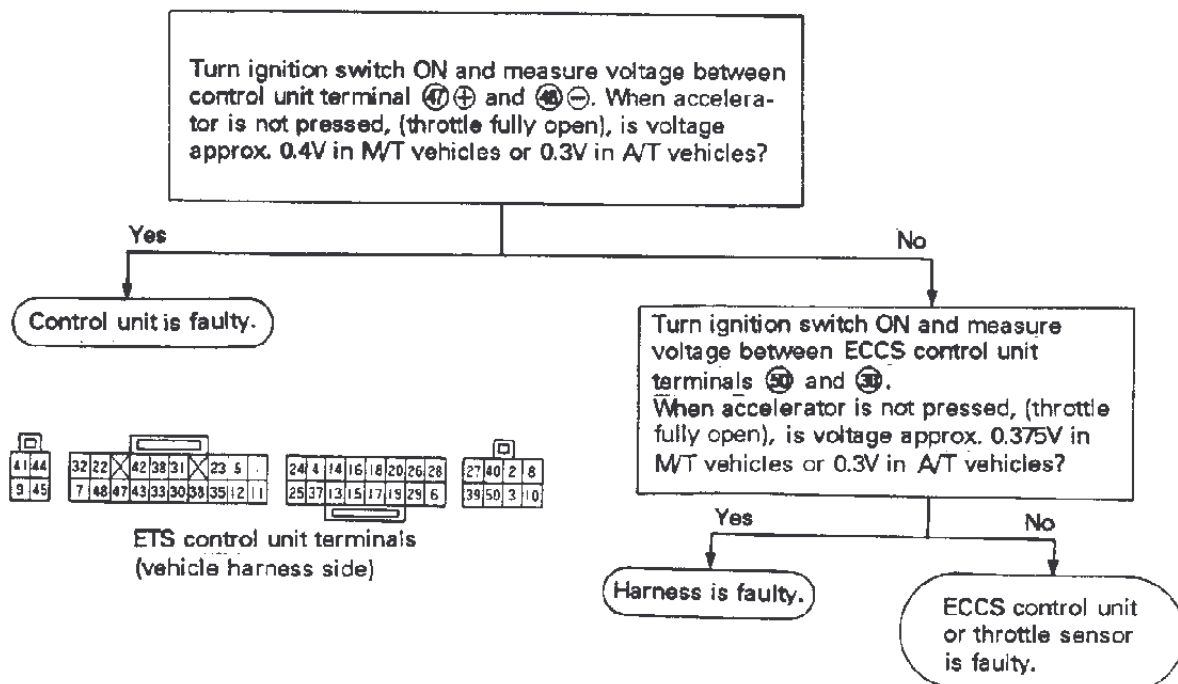 Turn ignition switch ON and measure voltage between
control unit terminal ㊼ ⊕ and ㊽ ⊖. When accelera-
tor is not pressed, (throttle fully open), is voltage
approx. 0.4V in M/T vehicles or 0.3V in A/T vehicles?
Yes
No
Control unit is faulty.
Turn ignition switch ON and measure
voltage between ECCS control unit
terminals ㊿ and
When accelerator is not pressed, (throttle
fully open), is voltage approx. 0.375V in
M/T vehicles or 0.3V in A/T vehicles?
41 44
9 45
32 22 42 38 31 23 5
7 48 47 43 33 30 38 35 12 11
24 4 14 16 18 20 26 28
25 37 13 15 17 19 29 6
27 40 2 8
39 50 3 10
ETS control unit terminals
(vehicle harness side)
Yes
No
Harness is faulty.
ECCS control unit
or throttle sensor
is faulty.